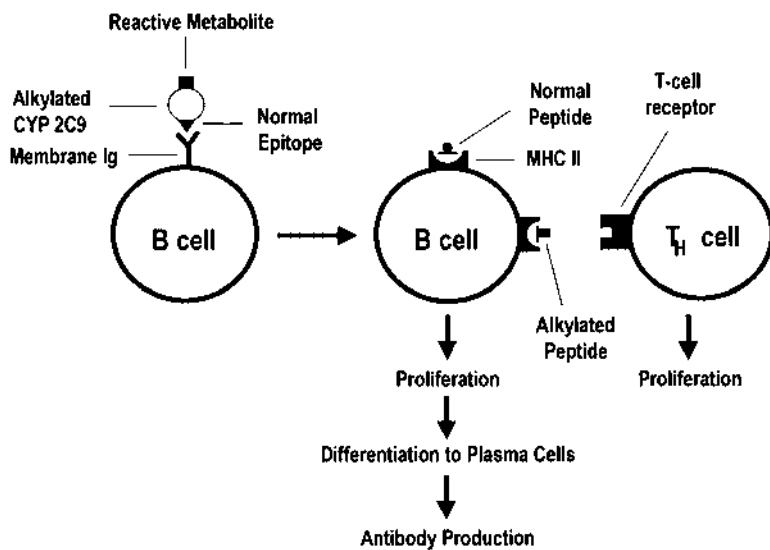 Reactive Metabolite
Alkylated
CYP 2C9
Normal
Epitope
Membrane Ig
B cell
Normal
Peptide
MHC II
B cell
Alkylated
Peptide
T-cell
receptor
TH cell
Proliferation
Proliferation
Differentiation to Plasma Cells
Antibody Production